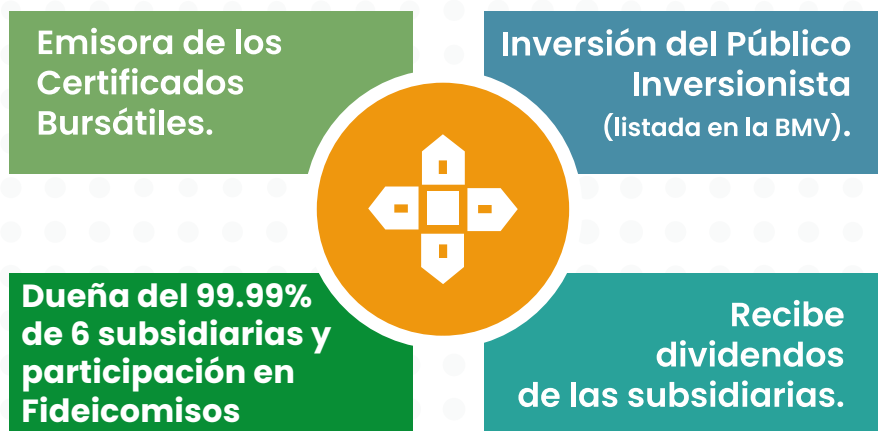 Emisora de los
Certificados
Bursátiles.
Inversión del Público
Inversionista
(listada en la BMV).
Dueña del 99.99%
de 6 subsidiarias y
participación en
Fideicomisos
Recibe
dividendos
de las subsidiarias.